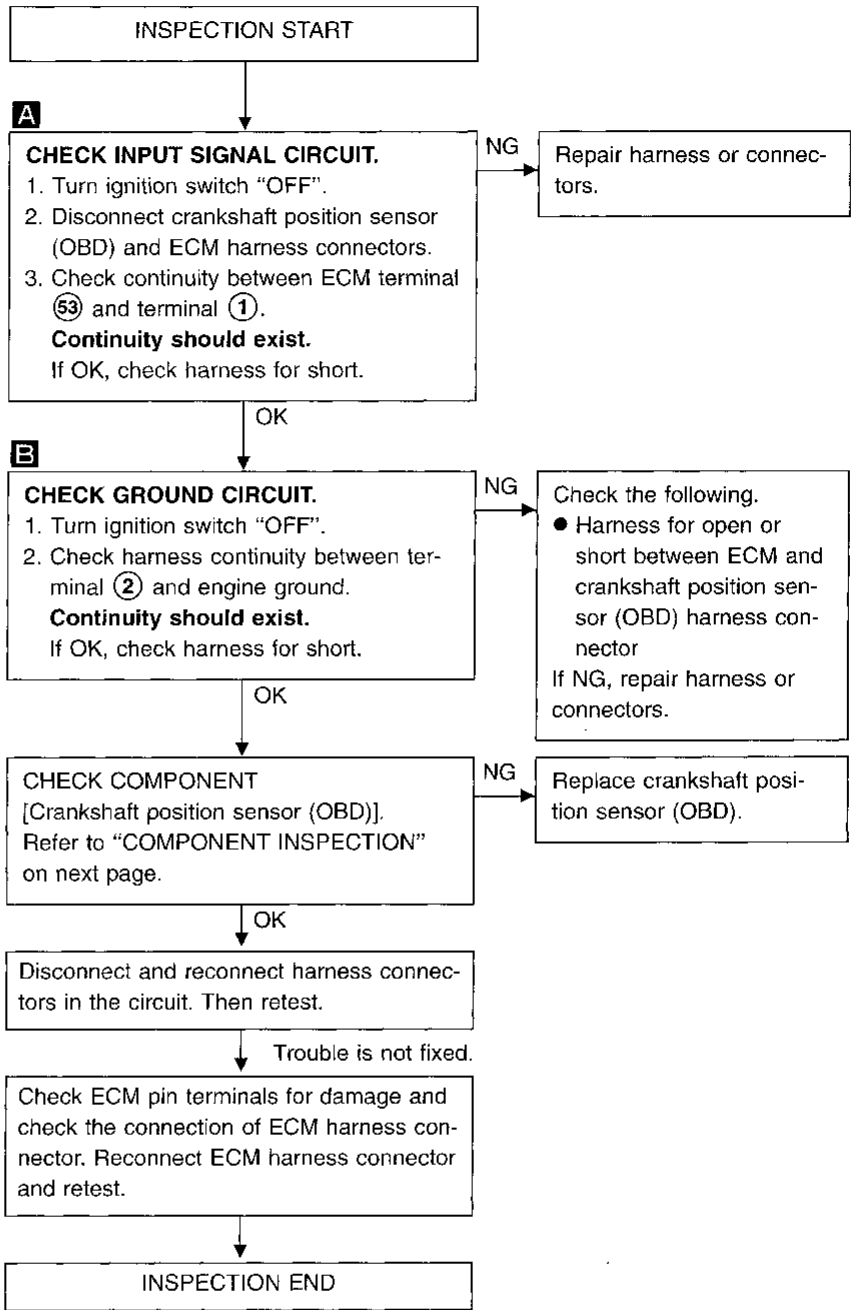 INSPECTION START
A
CHECK INPUT SIGNAL CIRCUIT.
1. Turn ignition switch “OFF”.
2. Disconnect crankshaft position sensor
(OBD) and ECM harness connectors.
3. Check continuity between ECM terminal
53 and terminal 1.
Continuity should exist.
If OK, check harness for short.
NG
Repair harness or connec-
tors.
OK
B
CHECK GROUND CIRCUIT.
1. Turn ignition switch “OFF”.
2. Check harness continuity between ter-
minal 2 and engine ground.
Continuity should exist.
If OK, check harness for short.
NG
Check the following.
● Harness for open or
short between ECM and
crankshaft position sen-
sor (OBD) harness con-
nector
If NG, repair harness or
connectors.
OK
CHECK COMPONENT
[Crankshaft position sensor (OBD)].
Refer to “COMPONENT INSPECTION”
on next page.
NG
Replace crankshaft posi-
tion sensor (OBD).
OK
Disconnect and reconnect harness connec-
tors in the circuit. Then retest.
Trouble is not fixed.
Check ECM pin terminals for damage and
check the connection of ECM harness con-
nector. Reconnect ECM harness connector
and retest.
INSPECTION END